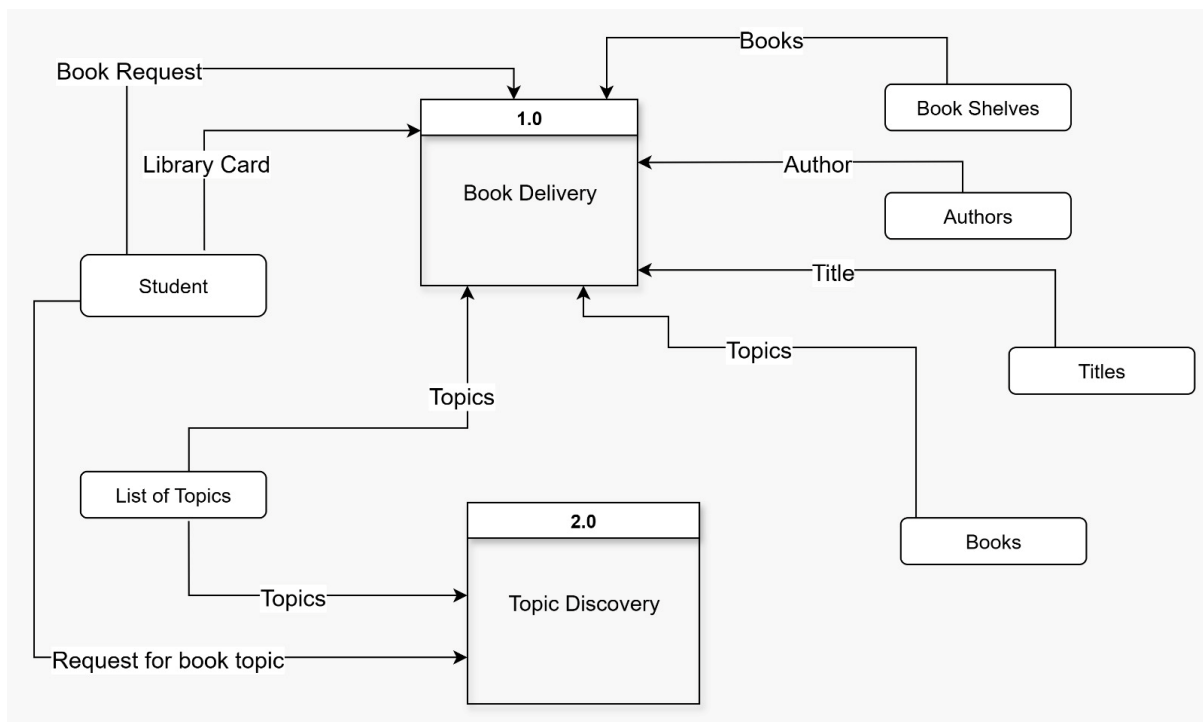 Books
Book Request
Book Shelves
1.0
Library Card
Author
Book Delivery
Authors
Title
Student
Topics
Titles
Topics
List of Topics
2.0
Books
Topics
Topic Discovery
Request for book topic